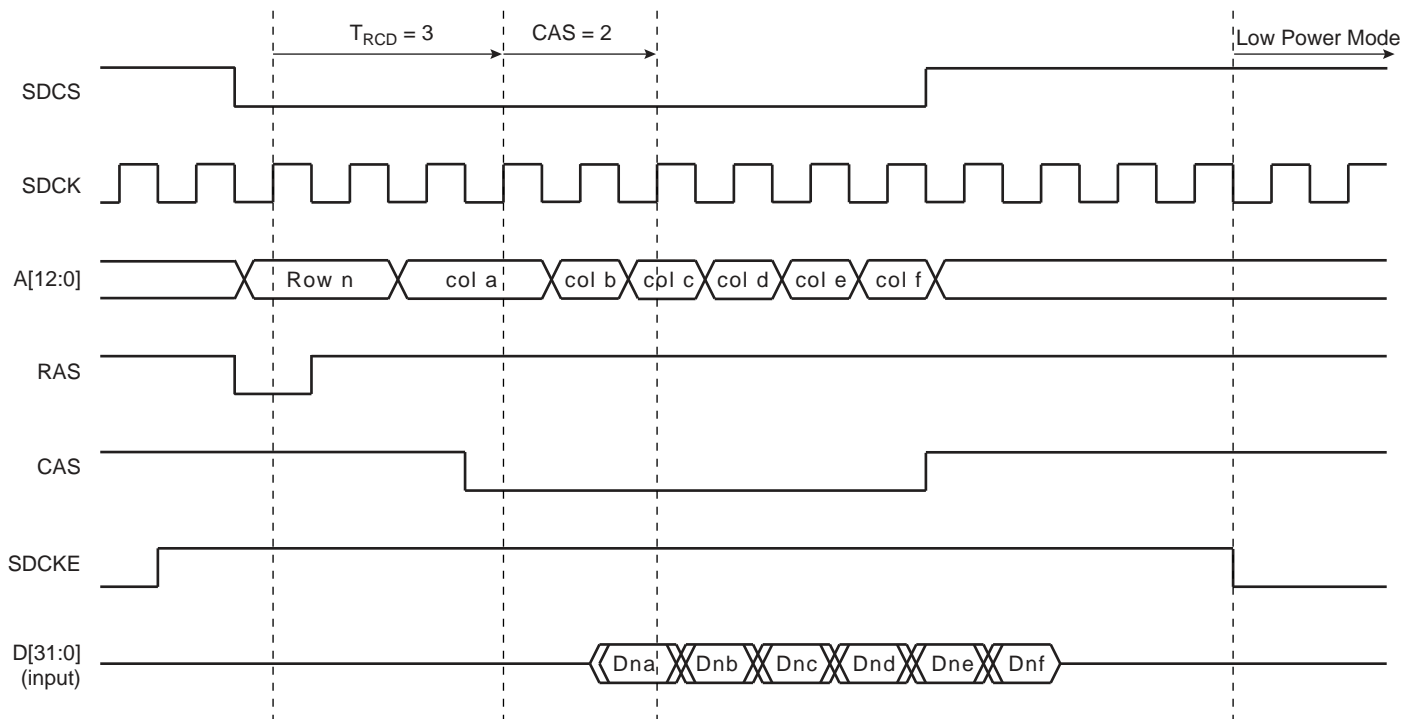 T_RCD = 3 CAS = 2
Low Power Mode
SDCS
SDCK
A[12:0] Row n col a col b col c col d col e col f
RAS
CAS
SDCKE
D[31:0]
(input) Dna Dnb Dnc Dnd Dne Dnf